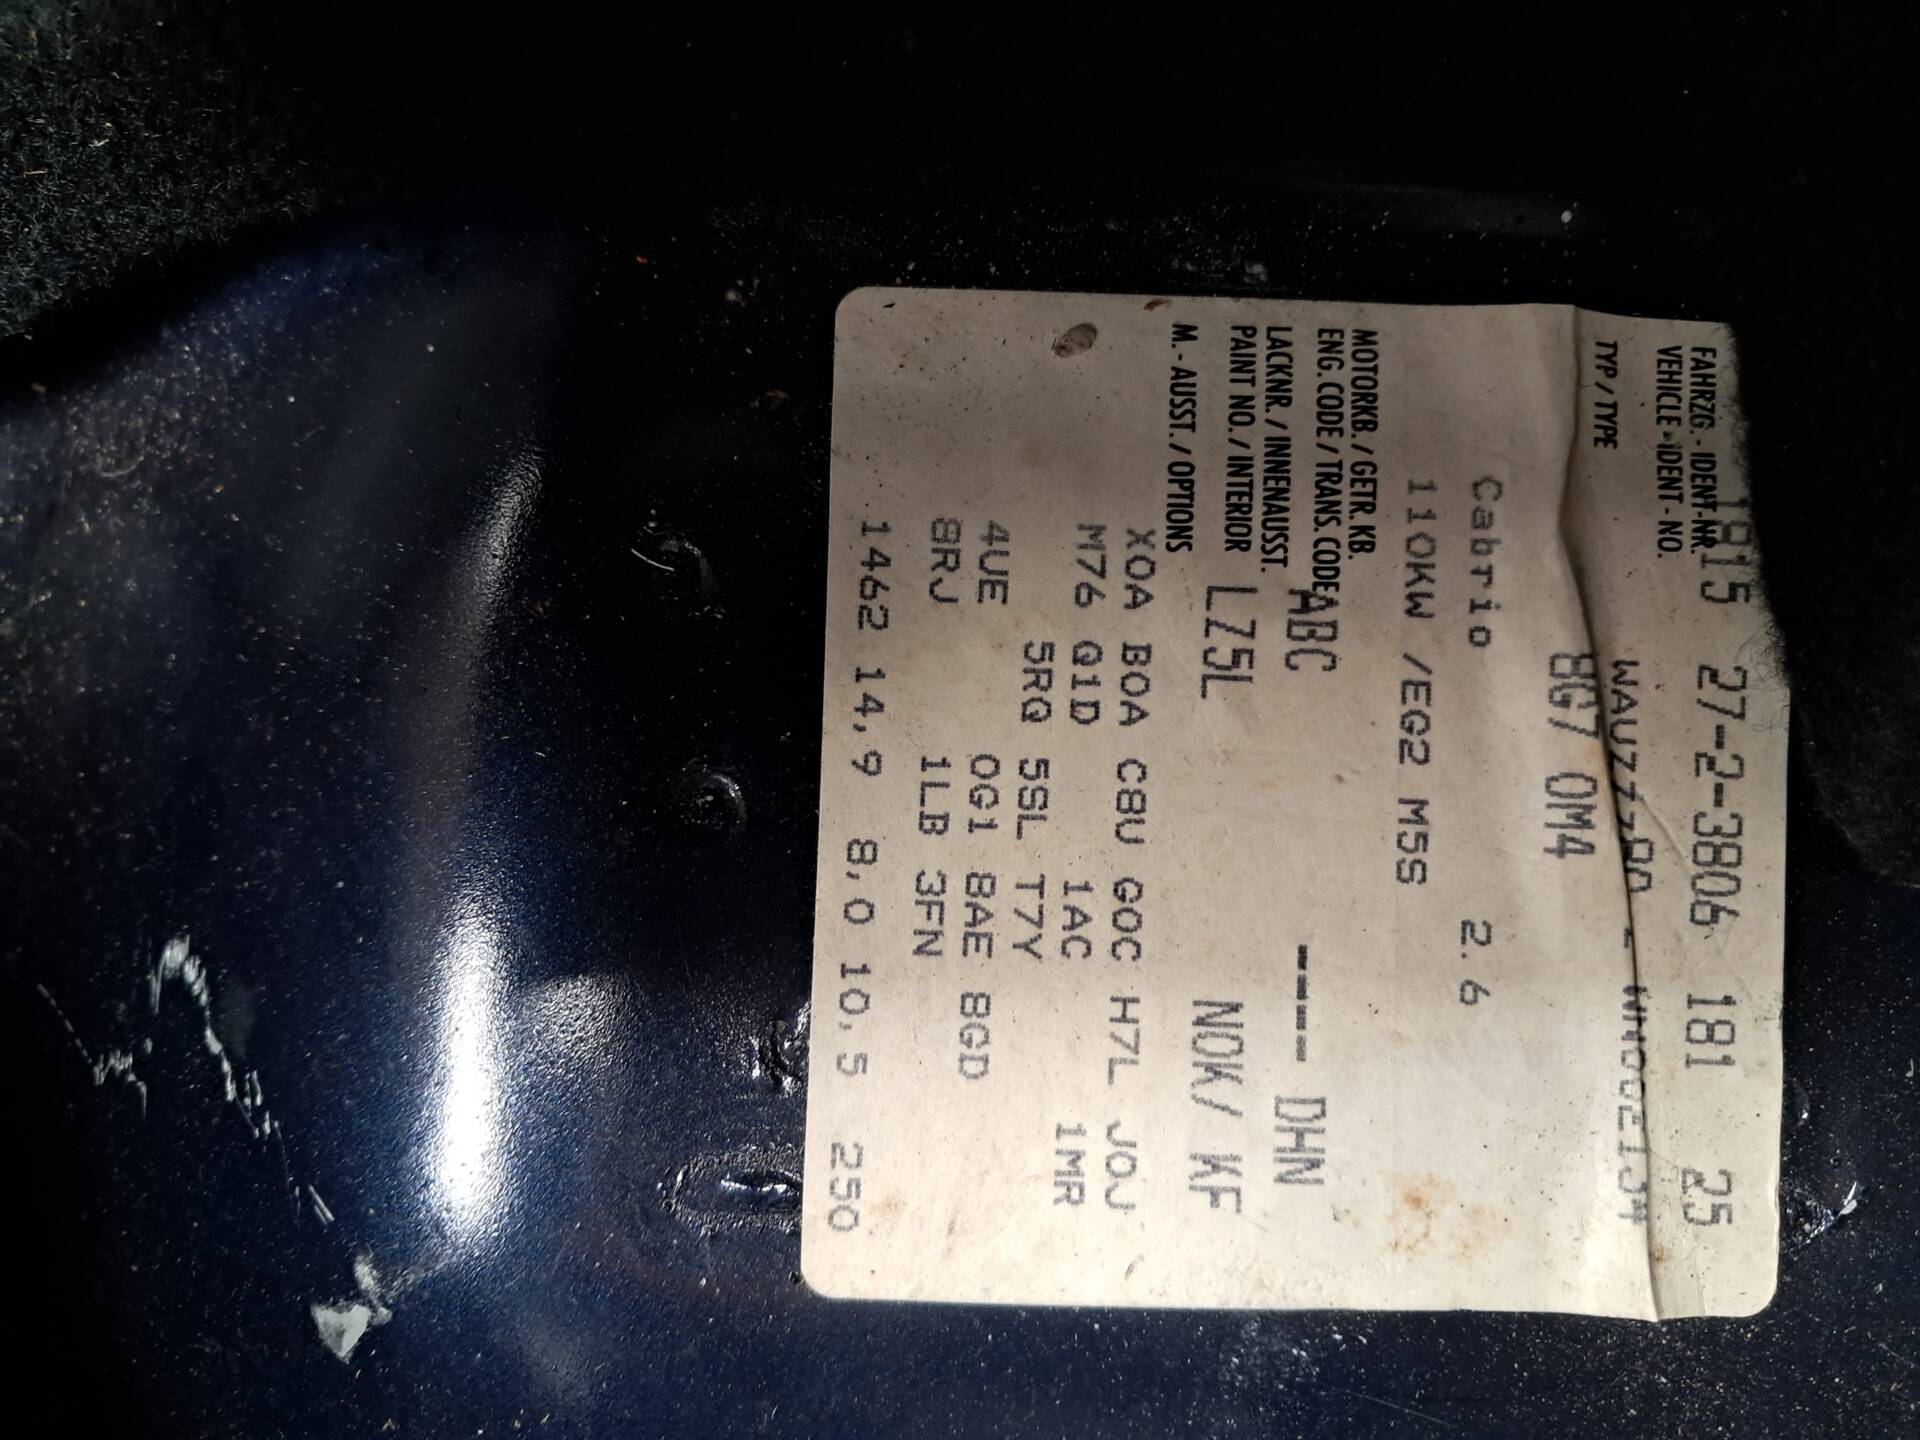 1815 27-2-3806 181 25
FAHRZG. - IDENT-NR.
VEHICLE - IDENT - NO.
TYP / TYPE
8G7 0M4
Cabrio 2.6
110KW /EG2 M5S
MOTORKB. / GETR. KB.
ENG. CODE / TRANS. CODE
ABC ---- DHN
LACKNR. / INNENAUSST.
PAINT NO. / INTERIOR
LZ5L NOK/ KF
M. - AUSST. / OPTIONS
X0A B0A C8U G0C H7L J0J
M76 Q1D 1AC 1MR
5RQ 5SL T7Y
4UE 0G1 8AE 8GD
8RJ 1LB 3FN
1462 14,9 8,0 10,5 250